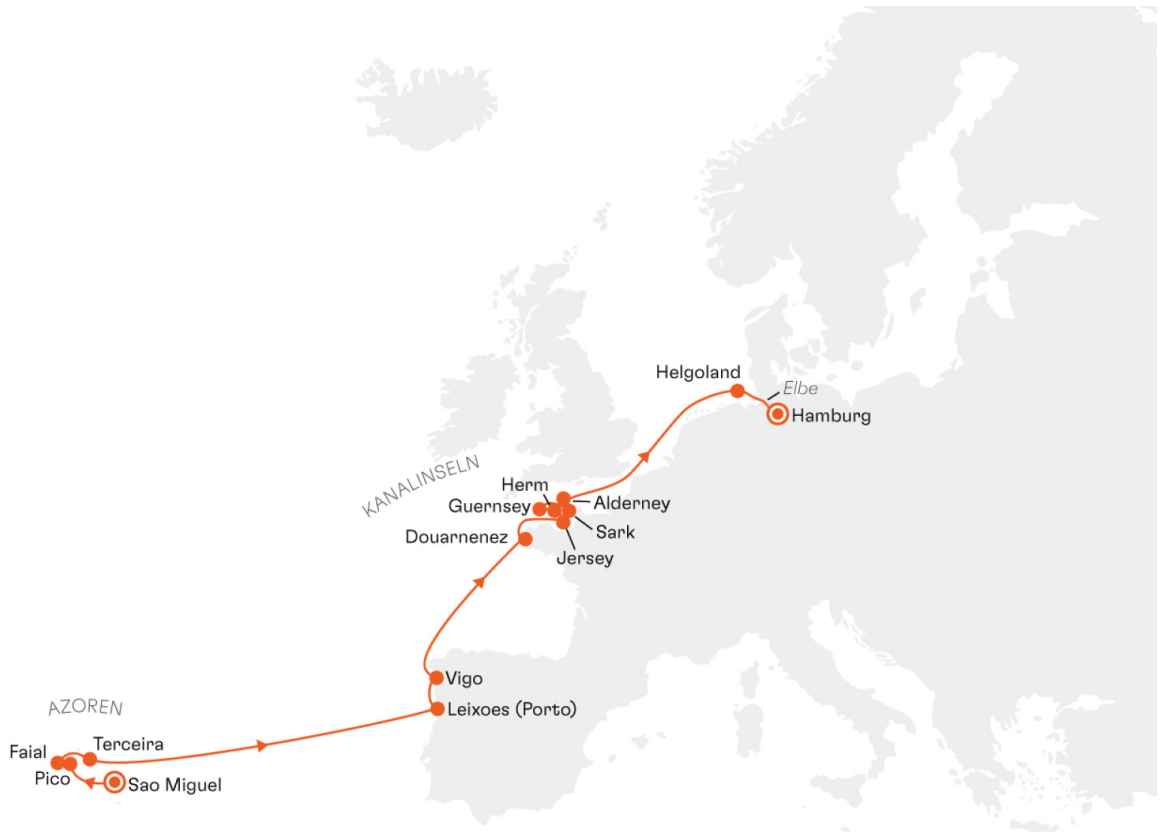 Helgoland
Elbe
Hamburg
KANALINSELN
Herm
Guernsey
Alderney
Sark
Douarnenez
Jersey
Vigo
Leixoes (Porto)
AZOREN
Terceira
Faial
Pico
Sao Miguel